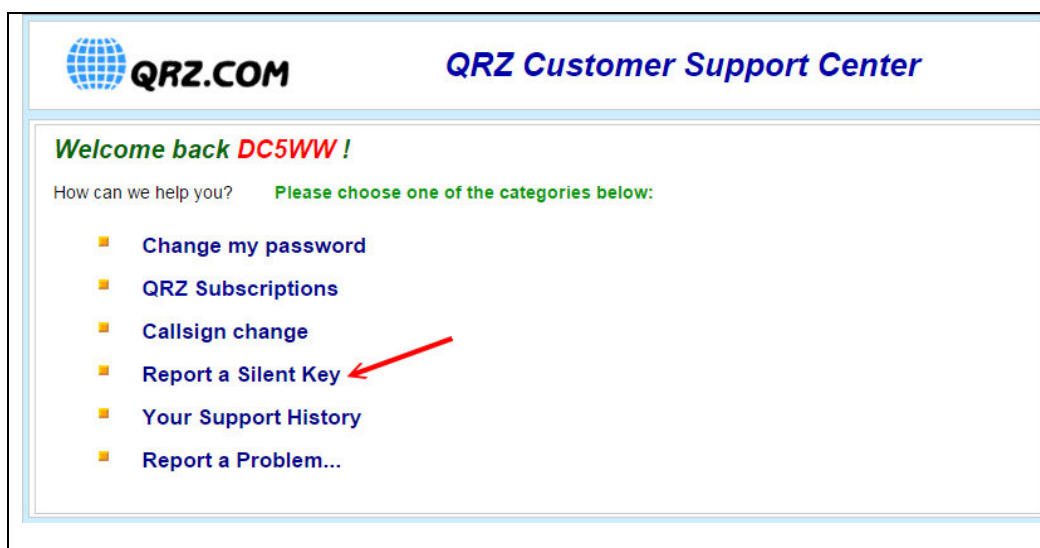 QRZ.COM
QRZ Customer Support Center
Welcome back DC5WW !
How can we help you? Please choose one of the categories below:
Change my password
QRZ Subscriptions
Callsign change
Report a Silent Key
Your Support History
Report a Problem...